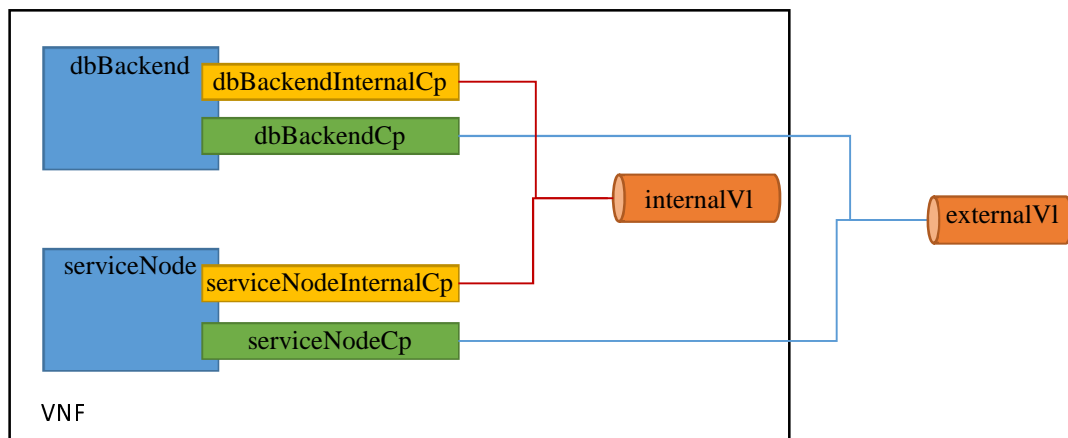 dbBackend
dbBackendInternalCp
dbBackendCp
internalVl
externalVl
serviceNode
serviceNodeInternalCp
serviceNodeCp
VNF